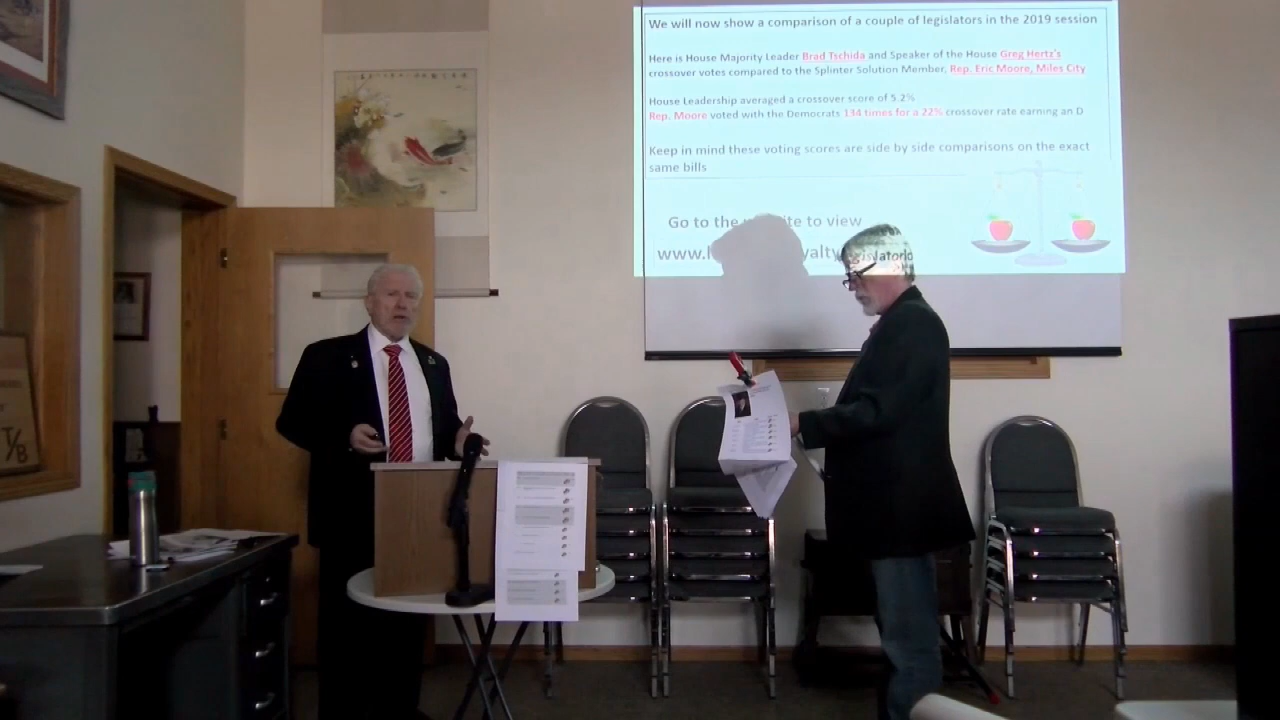 We will now show a comparison of a couple of legislators in the 2019 session
Here is House Majority Leader Brad Tschida and Speaker of the House Greg Hertz's
crossover votes compared to the Splinter Solution Member, Rep. Eric Moore, Miles City
House Leadership averaged a crossover score of 5.2%
Rep. Moore voted with the Democrats 134 times for a 22% crossover rate earning an D
Keep in mind these voting scores are side by side comparisons on the exact
same bills
Go to the to view
T/B